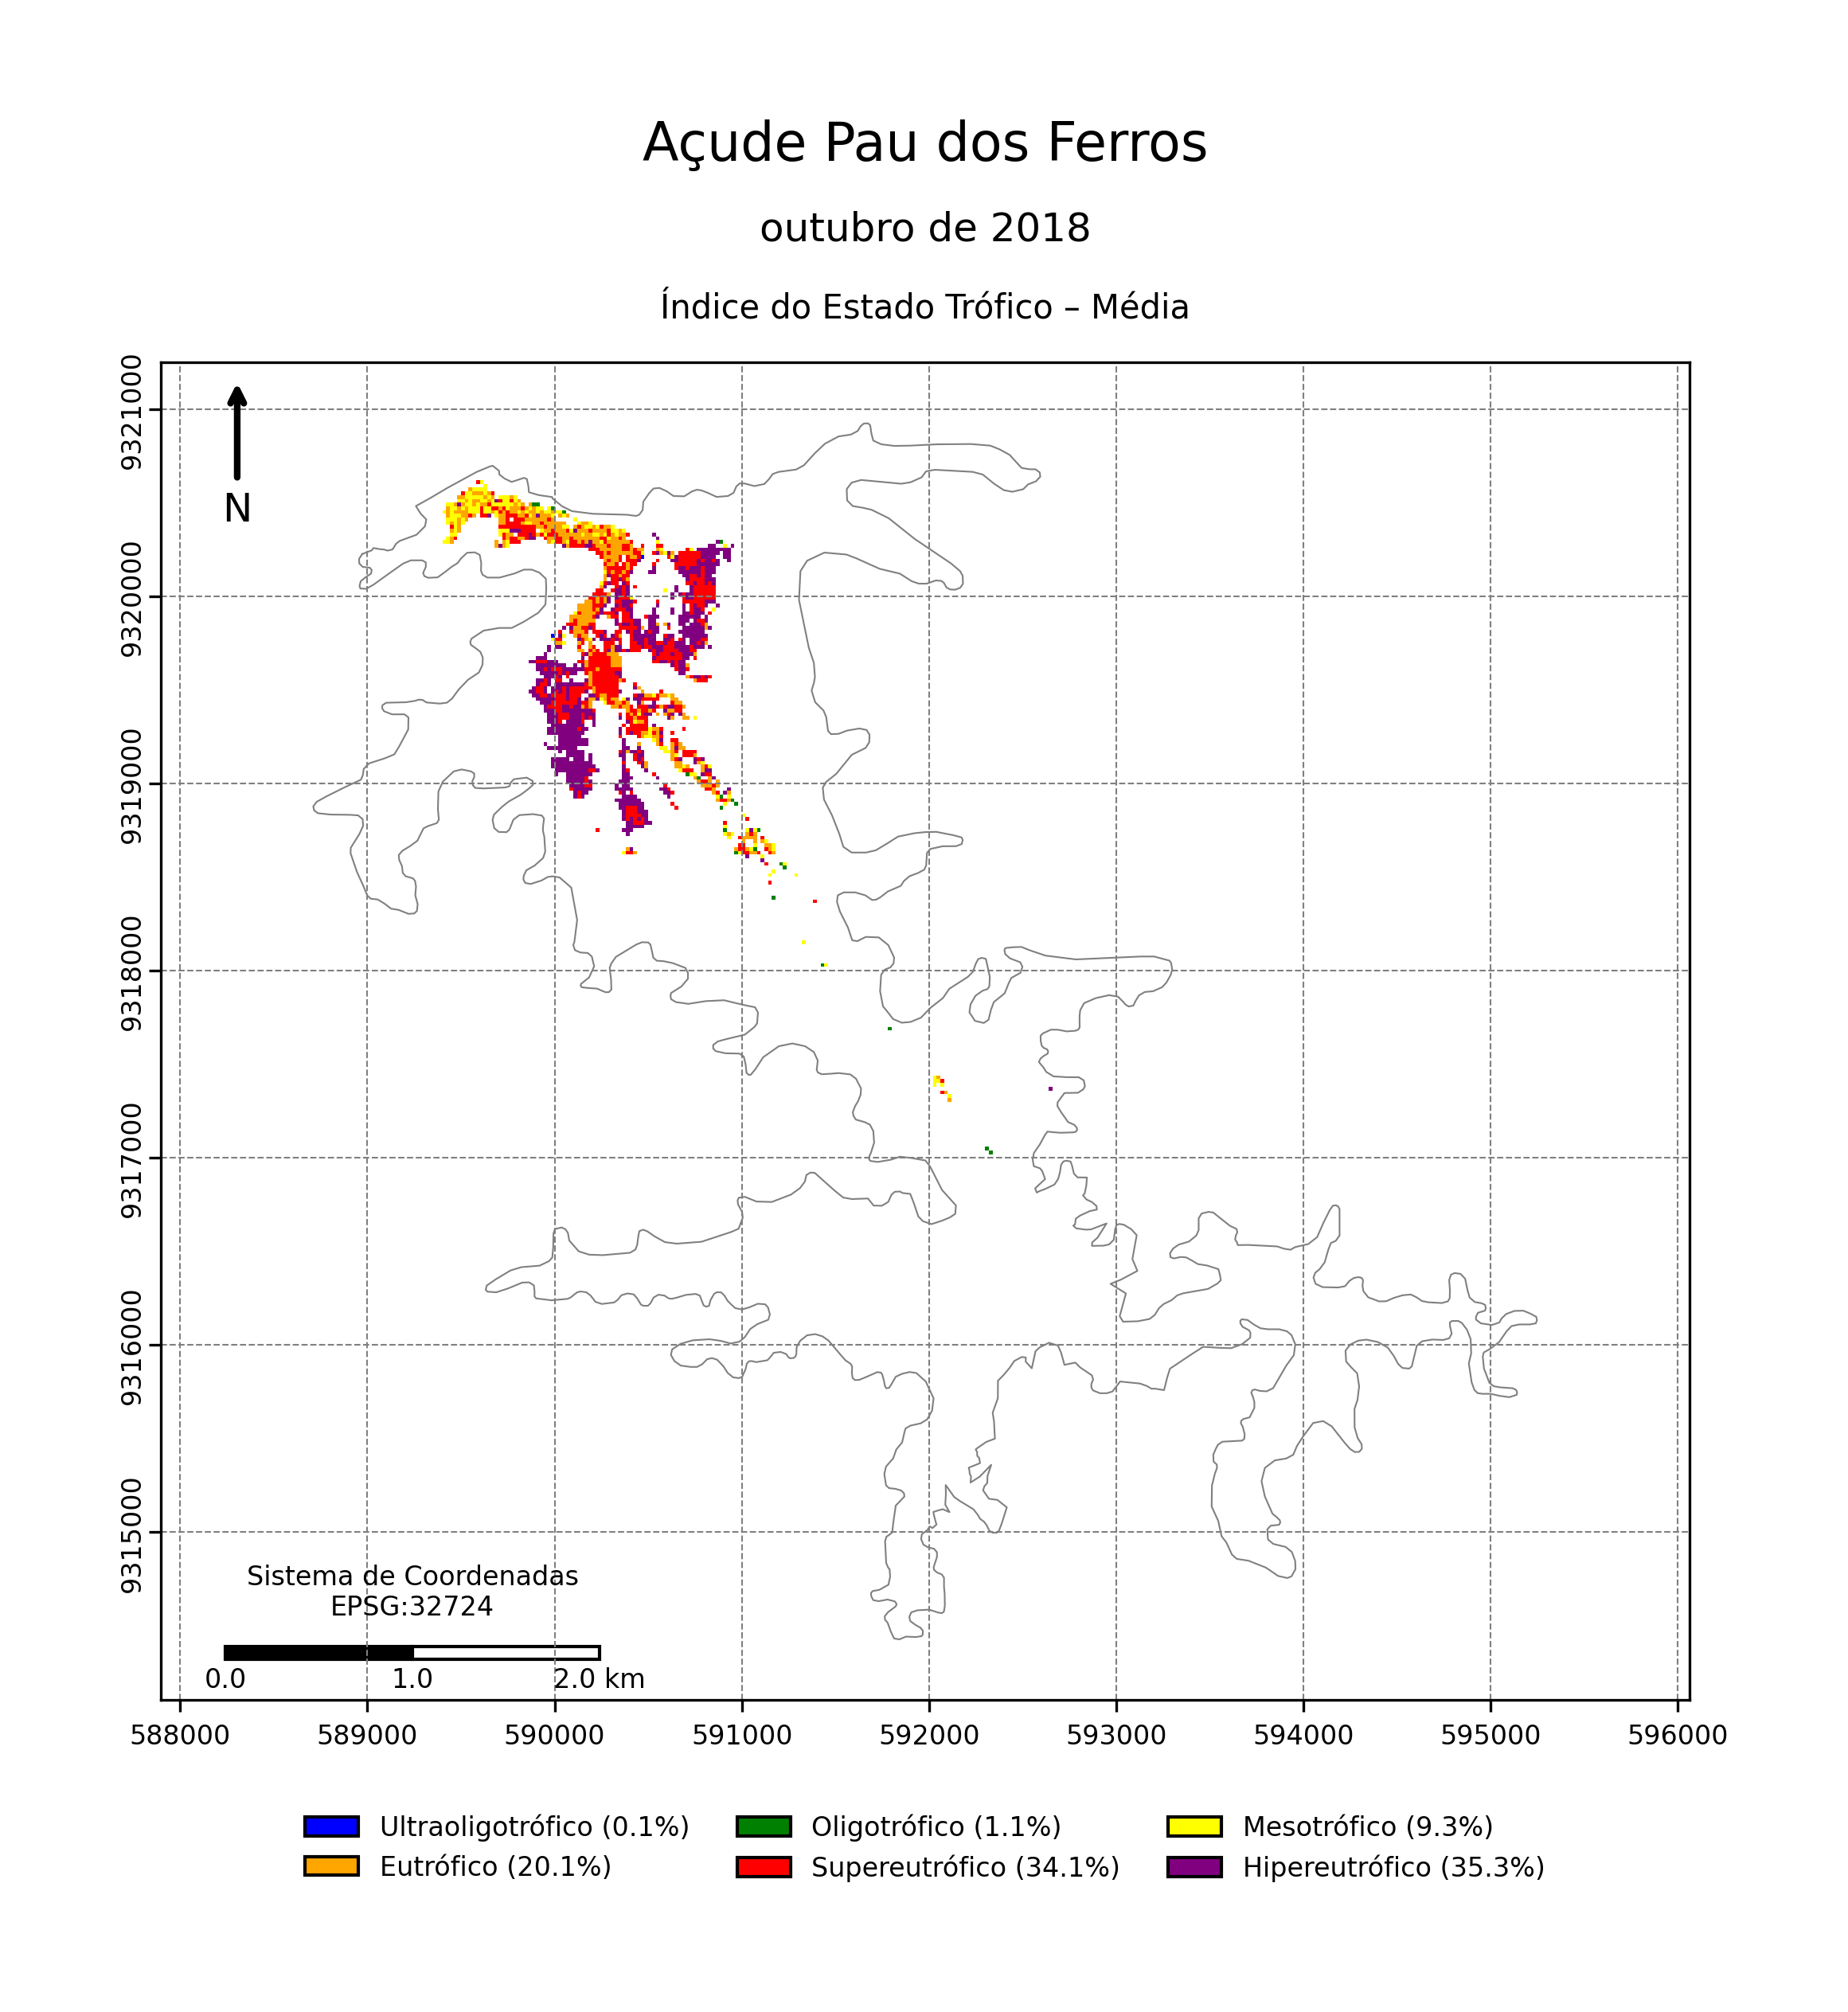 Açude Pau dos Ferros
outubro de 2018
Índice do Estado Trófico – Média
9321000
9320000
9319000
9318000
9317000
9316000
9315000
N
Sistema de Coordenadas
EPSG:32724
0.0 1.0 2.0 km
588000 589000 590000 591000 592000 593000 594000 595000 596000
Ultraoligotrófico (0.1%) Oligotrófico (1.1%) Mesotrófico (9.3%)
Eutrófico (20.1%) Supereutrófico (34.1%) Hipereutrófico (35.3%)